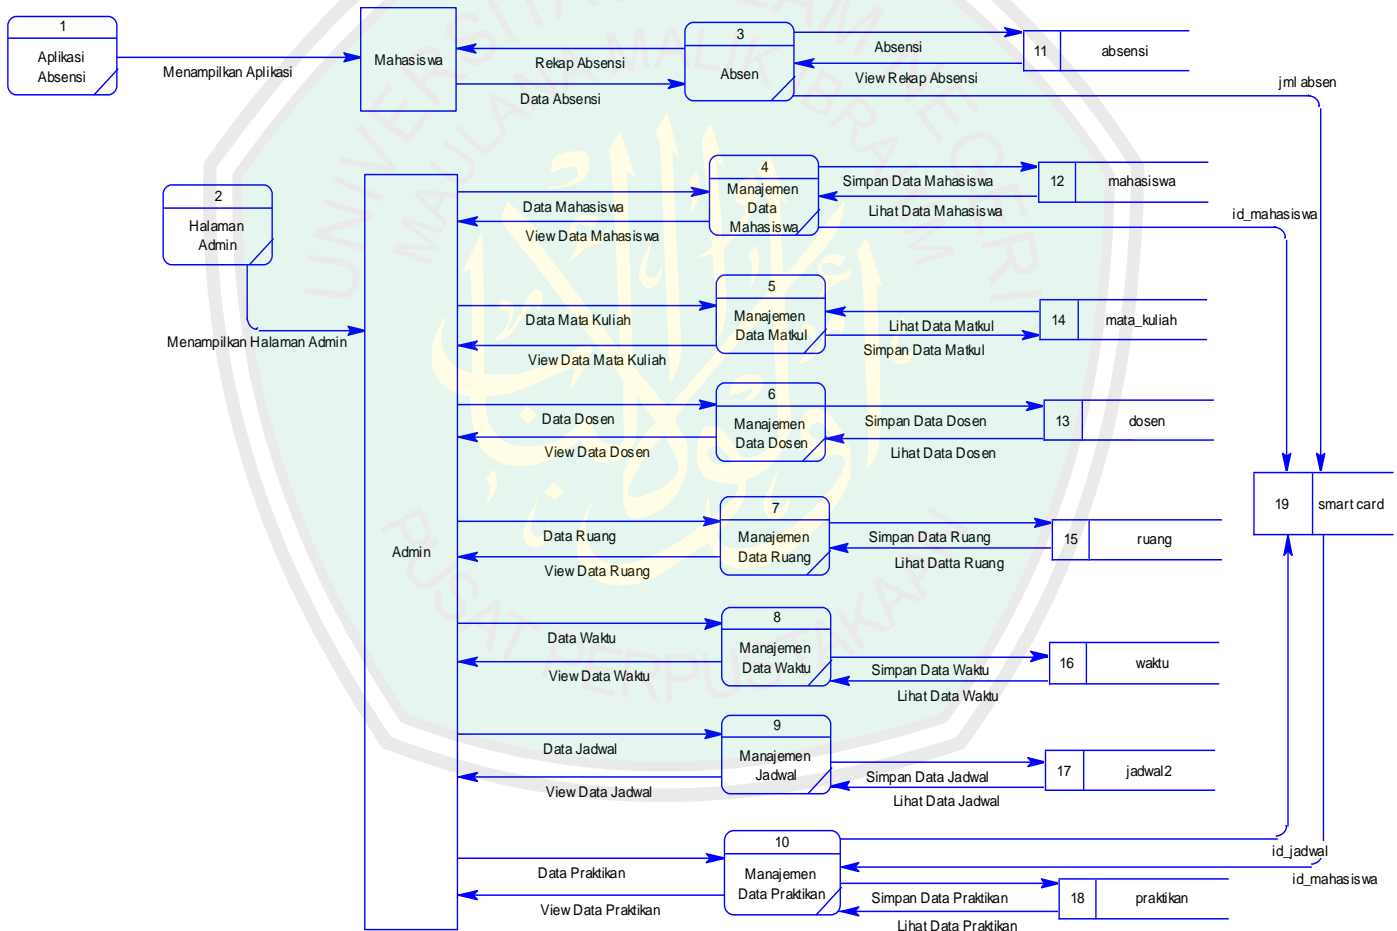 1
Aplikasi
Absensi
Menampilkan Aplikasi
Mahasiswa
Rekap Absensi
Data Absensi
3
Absen
Absensi
View Rekap Absensi
11
absensi
jml absen
2
Halaman
Admin
Menampilkan Halaman Admin
Admin
Data Mahasiswa
View Data Mahasiswa
4
Manajemen
Data
Mahasiswa
Simpan Data Mahasiswa
Lihat Data Mahasiswa
12
mahasiswa
id_mahasiswa
Data Mata Kuliah
View Data Mata Kuliah
5
Manajemen
Data Matkul
Lihat Data Matkul
Simpan Data Matkul
14
mata_kuliah
Data Dosen
View Data Dosen
6
Manajemen
Data Dosen
Simpan Data Dosen
Lihat Data Dosen
13
dosen
19
smart card
Data Ruang
View Data Ruang
7
Manajemen
Data Ruang
Simpan Data Ruang
Lihat Datta Ruang
15
ruang
Data Waktu
View Data Waktu
8
Manajemen
Data Waktu
Simpan Data Waktu
Lihat Data Waktu
16
waktu
Data Jadwal
View Data Jadwal
9
Manajemen
Jadwal
Simpan Data Jadwal
Lihat Data Jadwal
17
jadwal2
Data Praktikan
View Data Praktikan
10
Manajemen
Data Praktikan
id_jadwal
id_mahasiswa
Simpan Data Praktikan
Lihat Data Praktikan
18
praktikan
PUSAT PERPUSTAKAAN